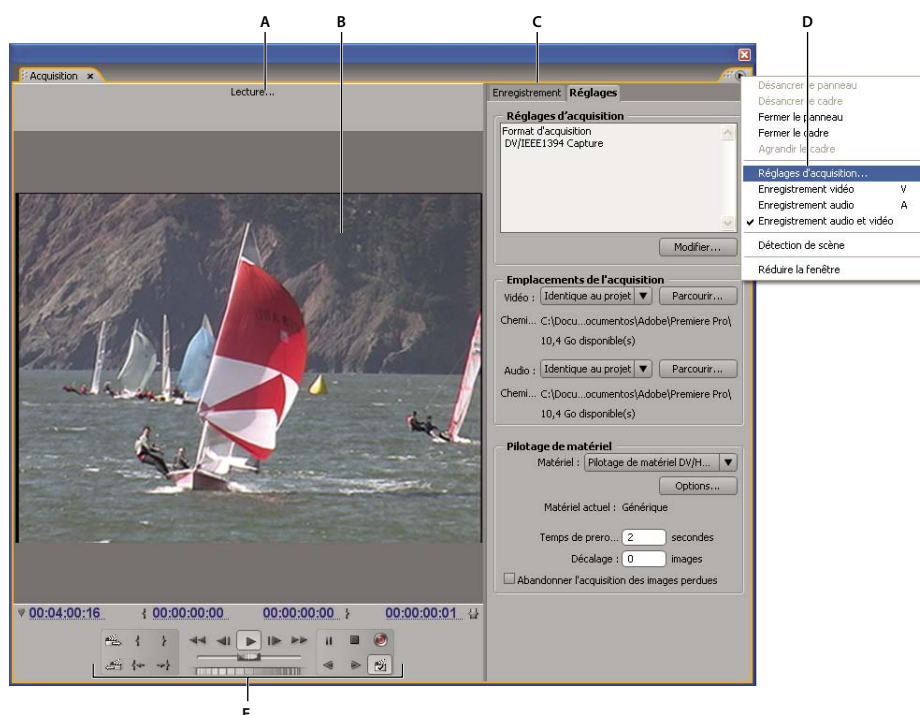 A B C D
Acquisition ×
Lecture...
Enregistrement Réglages
Réglages d'acquisition
Format d'acquisition
DV/IEEE1394 Capture
Modifier...
Emplacements de l'acquisition
Vidéo : Identique au projet Parcourir...
Chemi... C:\Docu...ocumentos\Adobe\Premiere Pro\
10,4 Go disponible(s)
Audio : Identique au projet Parcourir...
Chemi... C:\Docu...ocumentos\Adobe\Premiere Pro\
10,4 Go disponible(s)
Pilotage de matériel
Matériel : Pilotage de matériel DV/H...
Options...
Matériel actuel : Générique
Temps de prero... 2 secondes
Décalage : 0 images
Abandonner l'acquisition des images perdues
Désancrer le panneau
Désancrer le cadre
Fermer le panneau
Fermer le cadre
Agrandir le cadre
Réglages d'acquisition...
Enregistrement vidéo V
Enregistrement audio A
Enregistrement audio et vidéo
Détection de scène
Réduire la fenêtre
00:04:00:16 { 00:00:00:00 00:00:00:00 } 00:00:00:01 {}
E